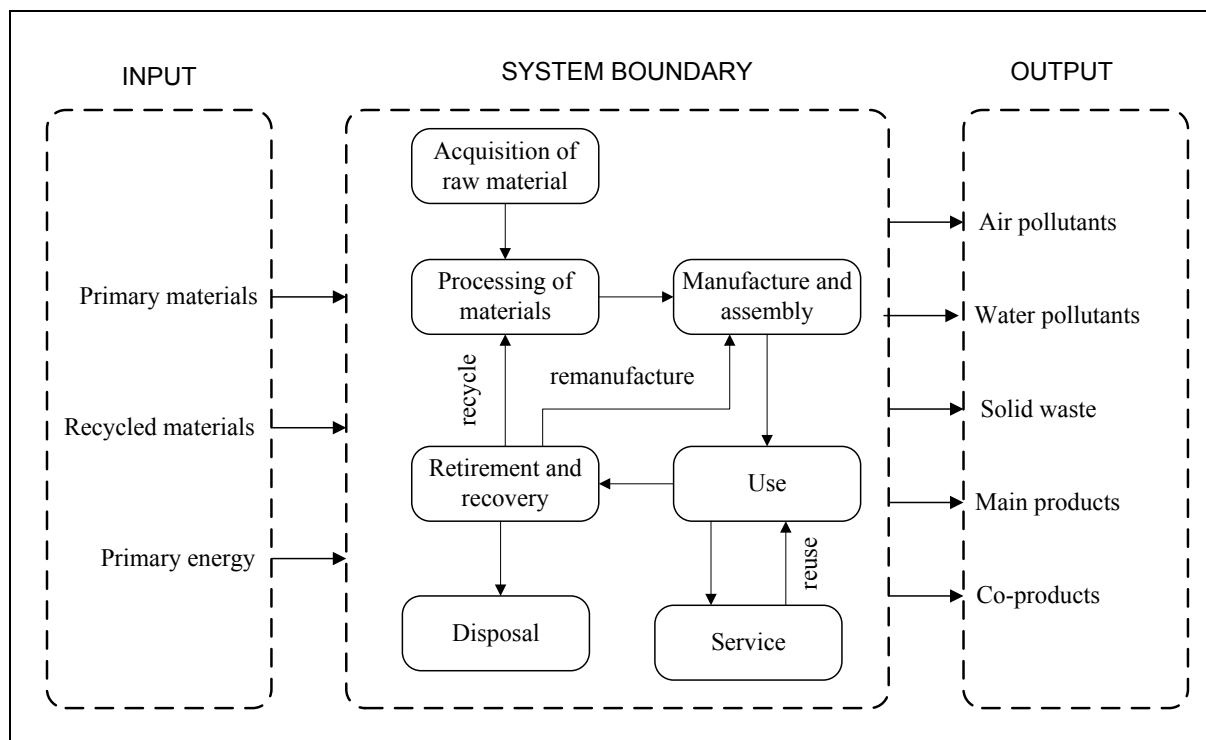 INPUT
SYSTEM BOUNDARY
OUTPUT
Acquisition of
raw material
Processing of
materials
Manufacture and
assembly
recycle
remanufacture
Retirement and
recovery
Use
reuse
Disposal
Service
Primary materials
Recycled materials
Primary energy
Air pollutants
Water pollutants
Solid waste
Main products
Co-products